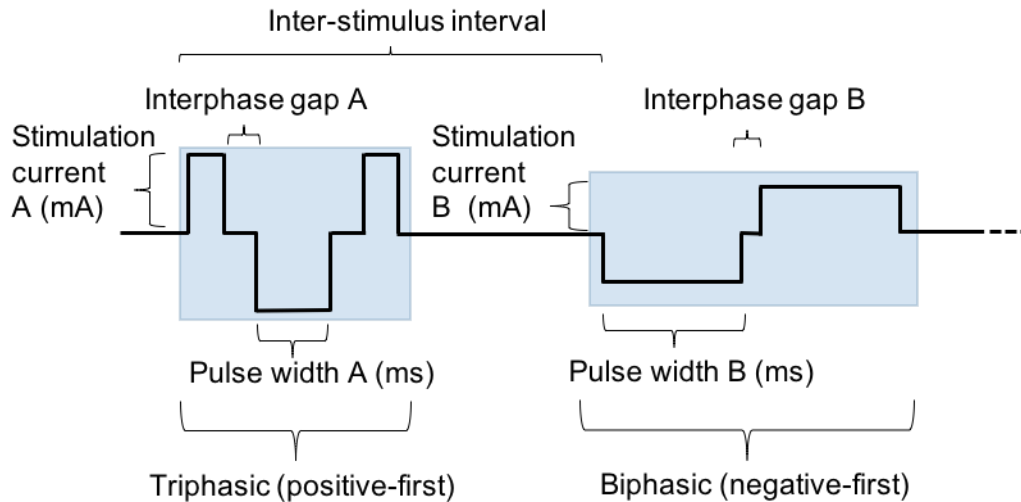 Inter-stimulus interval
Interphase gap A
Interphase gap B
Stimulation
current
A (mA)
Stimulation
current
B (mA)
Pulse width A (ms)
Pulse width B (ms)
Triphasic (positive-first)
Biphasic (negative-first)